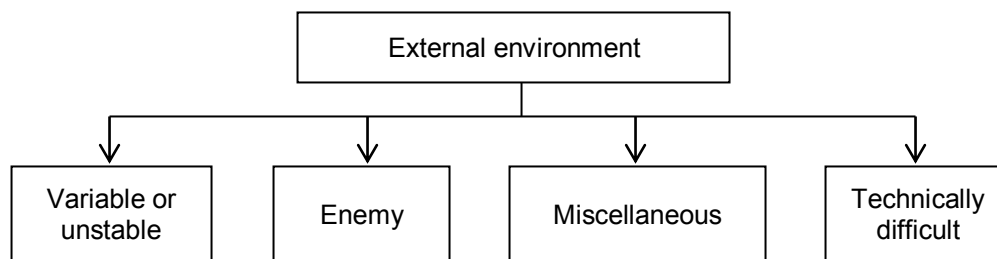 External environment
Variable or
unstable
Enemy
Miscellaneous
Technically
difficult